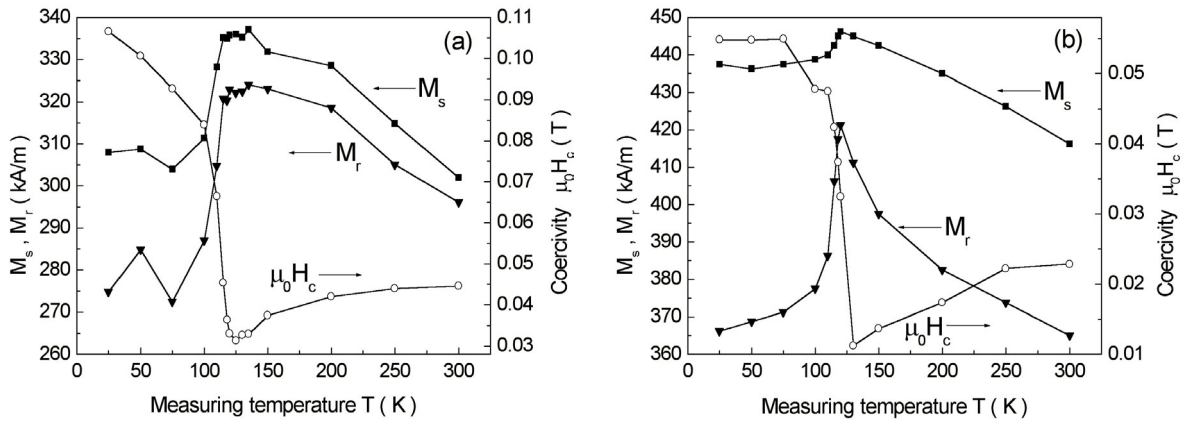 (a)
M_s, M_r ( kA/m)
340
330
320
310
300
290
280
270
260
M_s
M_r
μ₀H_c
0.11
0.10
0.09
0.08
0.07
0.06
0.05
0.04
0.03
Coercivity μ₀H_c ( T )
0 50 100 150 200 250 300
Measuring temperature T ( K )
(b)
M_s, M_r ( kA/m)
450
440
430
420
410
400
390
380
370
360
M_s
M_r
μ₀H_c
0.05
0.04
0.03
0.02
0.01
Coercivity μ₀H_c ( T )
0 50 100 150 200 250 300
Measuring temperature T ( K )